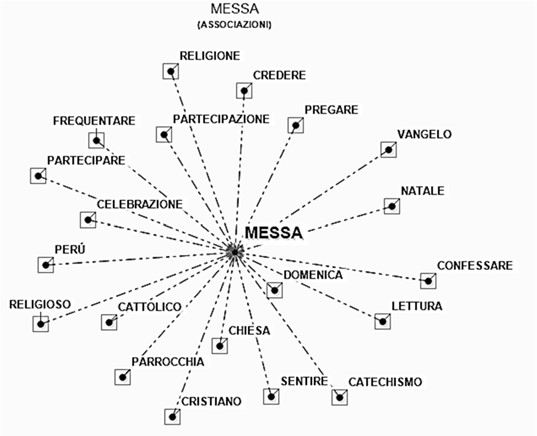 MESSA
(ASSOCIAZIONI)
RELIGIONE
CREDERE
PREGARE
FREQUENTARE
PARTECIPAZIONE
VANGELO
PARTECIPARE
NATALE
CELEBRAZIONE
MESSA
PERÚ
DOMENICA
CONFESSARE
RELIGIOSO
CATTOLICO
LETTURA
CHIESA
PARROCCHIA
SENTIRE
CATECHISMO
CRISTIANO